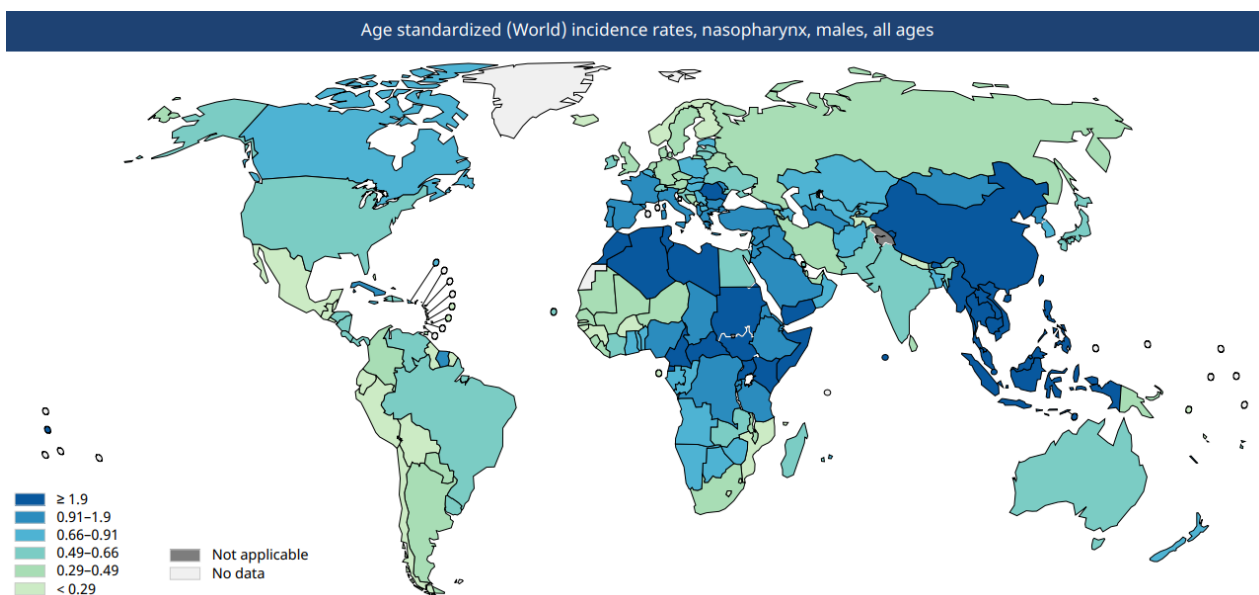 Age standardized (World) incidence rates, nasopharynx, males, all ages
≥ 1.9
0.91–1.9
0.66–0.91
0.49–0.66
0.29–0.49
< 0.29
Not applicable
No data